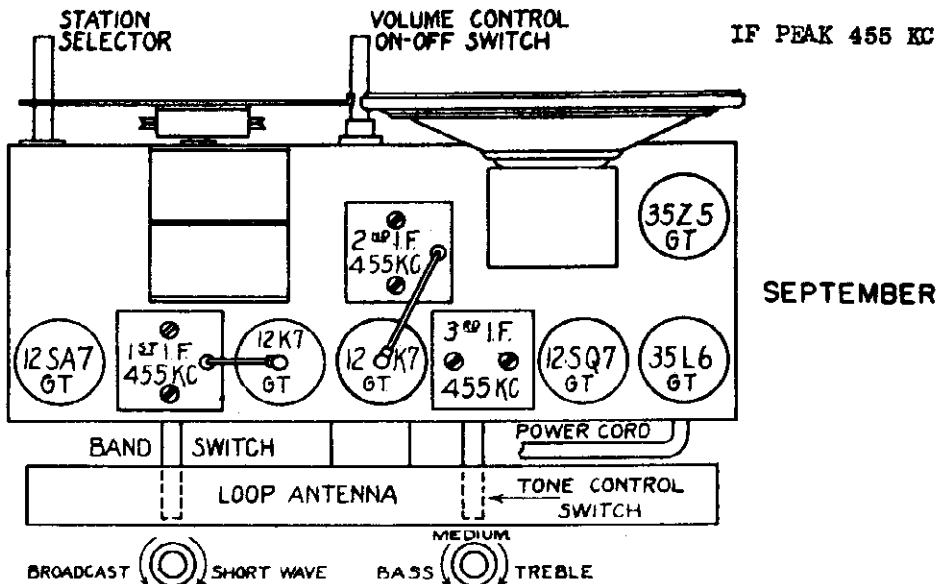 STATION
SELECTOR
VOLUME CONTROL
ON-OFF SWITCH
IF PEAK 455 KC
35Z5
GT
2ND I.F.
455KC
SEPTEMBER
12SA7
GT
1ST I.F.
455KC
12K7
GT
12K7
GT
3RD I.F.
455KC
12SQ7
GT
35L6
GT
BAND SWITCH
POWER CORD
LOOP ANTENNA
TONE CONTROL
SWITCH
BROADCAST
SHORT WAVE
MEDIUM
BASS
TREBLE